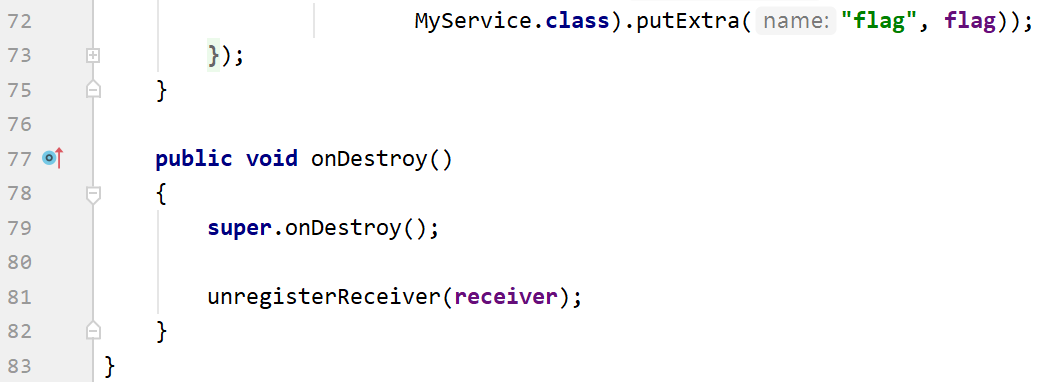 72 MyService.class).putExtra( name: "flag", flag));
73 });
75 }
76
77 public void onDestroy()
78 {
79 super.onDestroy();
80
81 unregisterReceiver(receiver);
82 }
83 }